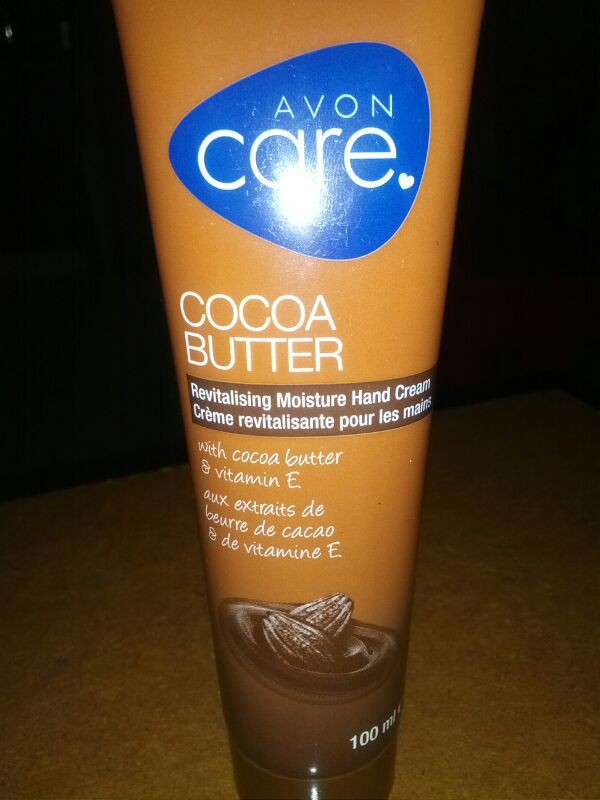 AVON
care
COCOA
BUTTER
Revitalising Moisture Hand Cream
Crème revitalisante pour les mains
with cocoa butter
& vitamin E
aux extraits de
beurre de cacao
& de vitamine E
100 ml